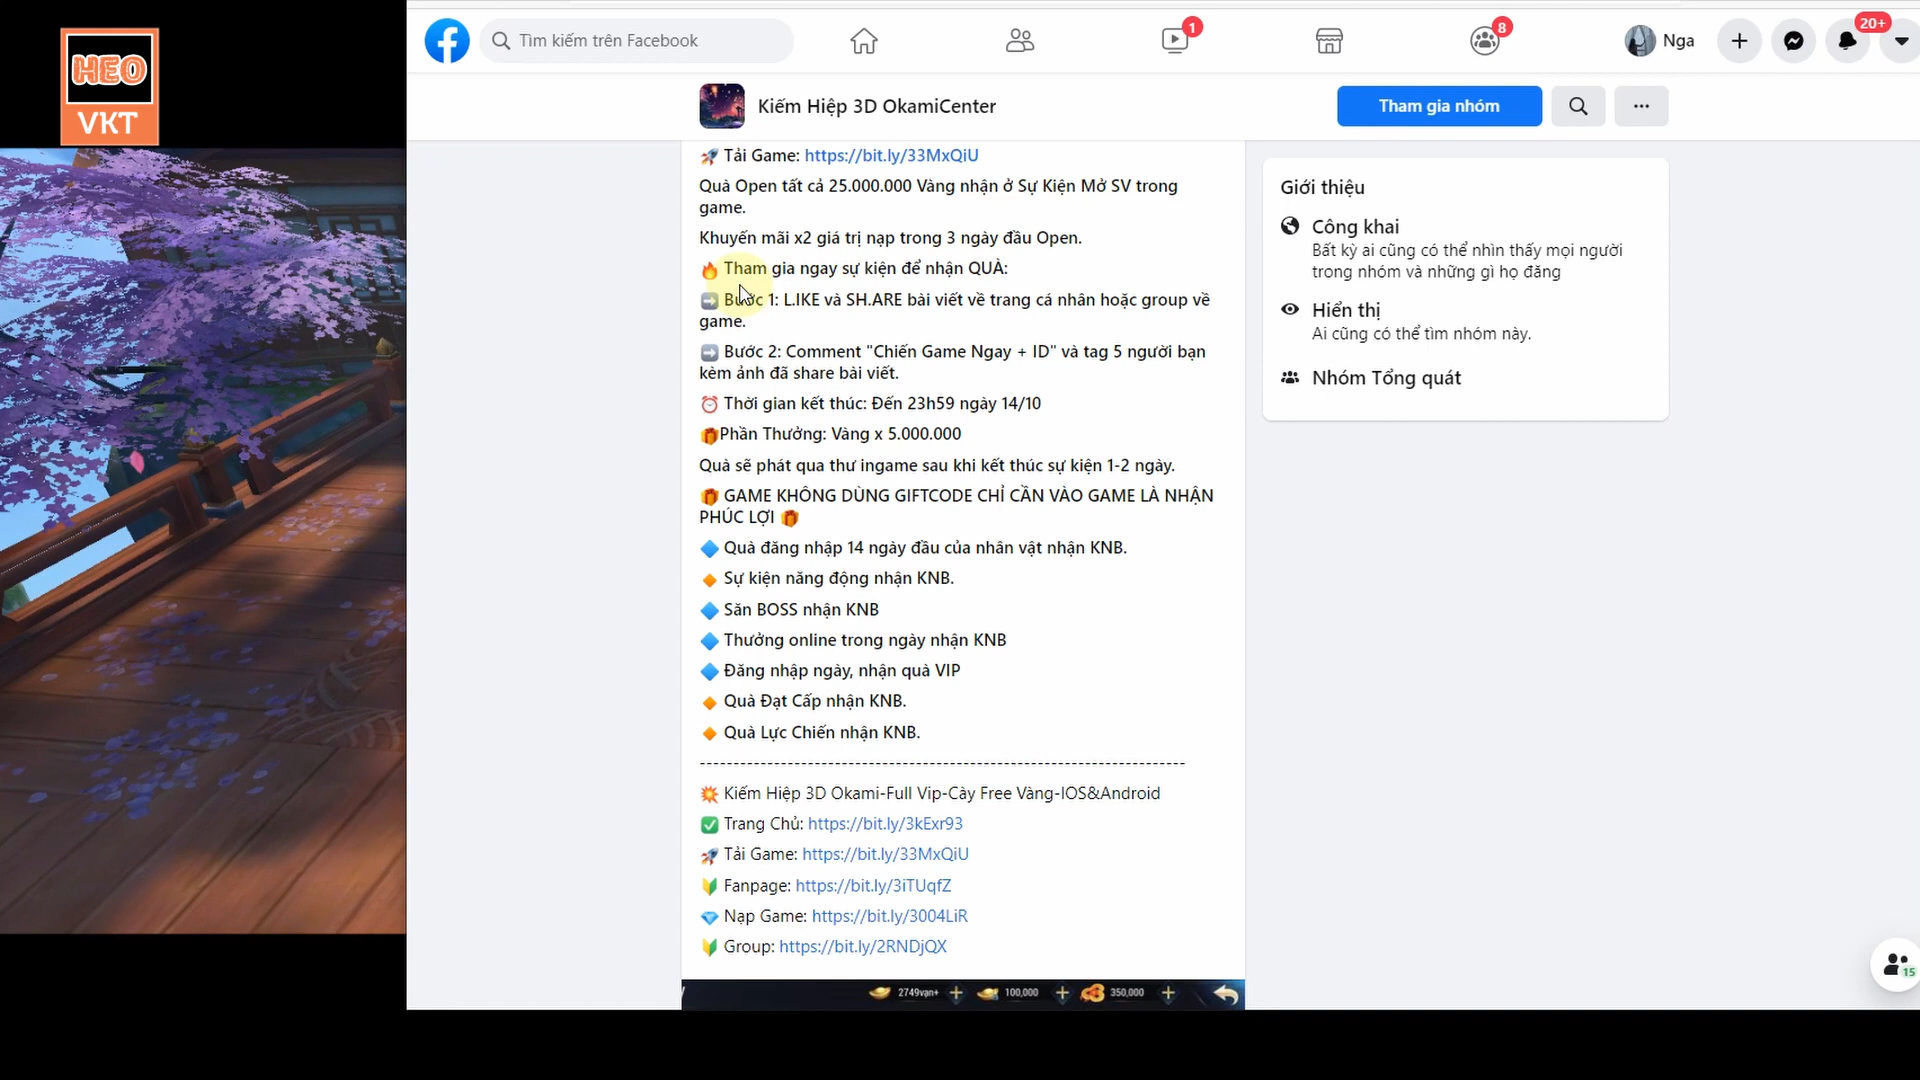 HEO
VKT
Tìm kiếm trên Facebook
1
8
Nga
20+
Kiếm Hiệp 3D OkamiCenter
Tham gia nhóm
🚀 Tải Game: https://bit.ly/33MxQiU
Quà Open tất cả 25.000.000 Vàng nhận ở Sự Kiện Mở SV trong
game.
Khuyến mãi x2 giá trị nạp trong 3 ngày đầu Open.
🔥 Tham gia ngay sự kiện để nhận QUÀ:
➡️ Bước 1: L.IKE và SH.ARE bài viết về trang cá nhân hoặc group về
game.
➡️ Bước 2: Comment "Chiến Game Ngay + ID" và tag 5 người bạn
kèm ảnh đã share bài viết.
⏰ Thời gian kết thúc: Đến 23h59 ngày 14/10
🎁Phần Thưởng: Vàng x 5.000.000
Quà sẽ phát qua thư ingame sau khi kết thúc sự kiện 1-2 ngày.
🎁 GAME KHÔNG DÙNG GIFTCODE CHỈ CẦN VÀO GAME LÀ NHẬN
PHÚC LỢI 🎁
🔷 Quà đăng nhập 14 ngày đầu của nhân vật nhận KNB.
🔸 Sự kiện năng động nhận KNB.
🔷 Săn BOSS nhận KNB
🔷 Thưởng online trong ngày nhận KNB
🔷 Đăng nhập ngày, nhận quà VIP
🔸 Quà Đạt Cấp nhận KNB.
🔸 Quà Lực Chiến nhận KNB.
------------------------------------------------------------------------
💥 Kiếm Hiệp 3D Okami-Full Vip-Cày Free Vàng-IOS&Android
✅ Trang Chủ: https://bit.ly/3kExr93
🚀 Tải Game: https://bit.ly/33MxQiU
🔰 Fanpage: https://bit.ly/3iTUqfZ
💎 Nạp Game: https://bit.ly/3004LiR
🔰 Group: https://bit.ly/2RNDjQX
2749vạn+
100,000
350,000
Giới thiệu
Công khai
Bất kỳ ai cũng có thể nhìn thấy mọi người
trong nhóm và những gì họ đăng
Hiển thị
Ai cũng có thể tìm nhóm này.
Nhóm Tổng quát
15